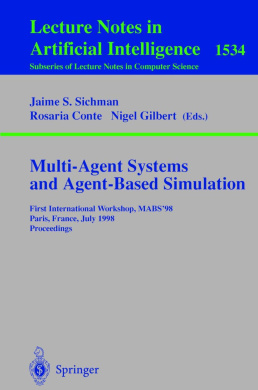 Lecture Notes in
Artificial Intelligence 1534
Subseries of Lecture Notes in Computer Science
Jaime S. Sichman
Rosaria Conte Nigel Gilbert (Eds.)
Multi-Agent Systems
and Agent-Based Simulation
First International Workshop, MABS'98
Paris, France, July 1998
Proceedings
Springer